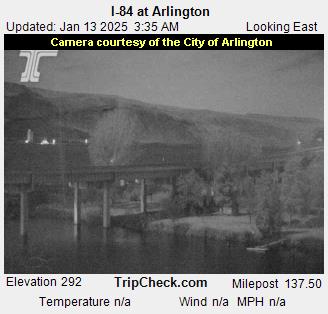 I-84 at Arlington
Updated: Jan 13 2025 3:35 AM Looking East
Camera courtesy of the City of Arlington
Elevation 292 TripCheck.com Milepost 137.50
Temperature n/a Wind n/a MPH n/a